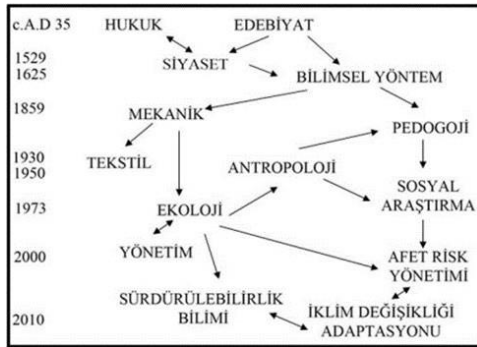 c.A.D 35 HUKUK EDEBİYAT
1529 SİYASET
1625 BİLİMSEL YÖNTEM
1859 MEKANİK
PEDOGOJİ
1930 TEKSTİL ANTROPOLOJİ
1950
SOSYAL
ARAŞTIRMA
1973 EKOLOJİ
YÖNETİM
2000 AFET RİSK
YÖNETİMİ
SÜRDÜRÜLEBİLİRLİK
BİLİMİ
2010 İKLİM DEĞİŞİKLİĞİ
ADAPTASYONU